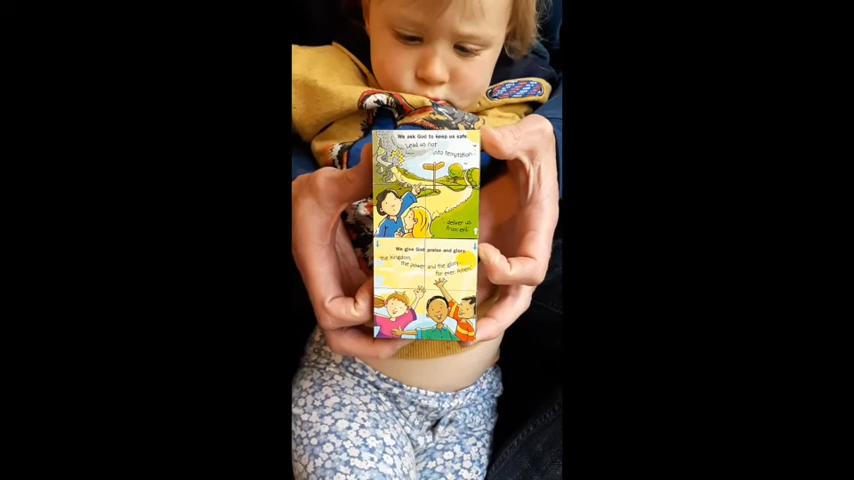 We ask God to keep us safe.
Lead us not
into temptation
deliver us
from evil.
We give God praise and glory.
the kingdom,
the power and the glory
for ever. Amen.